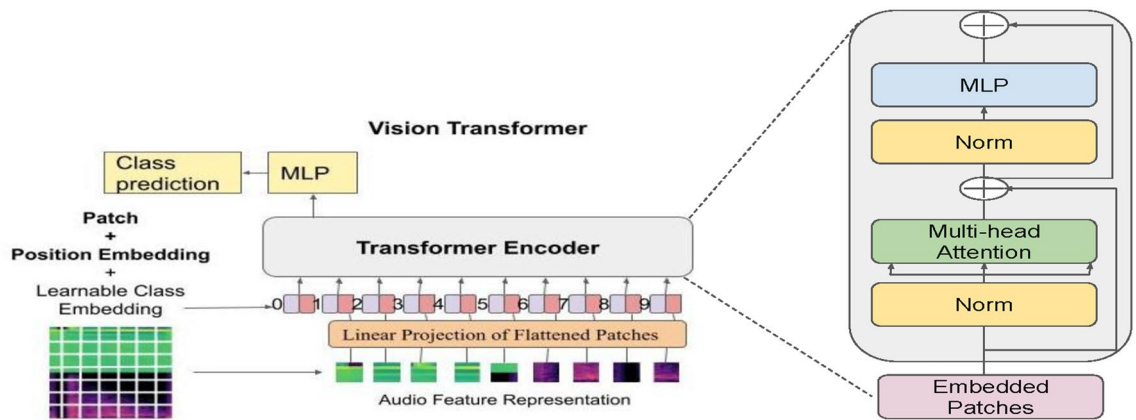 Vision Transformer
Class
prediction
MLP
Patch
+
Position Embedding
+
Learnable Class
Embedding
Transformer Encoder
0 1 2 3 4 5 6 7 8 9
Linear Projection of Flattened Patches
Audio Feature Representation
MLP
Norm
Multi-head
Attention
Norm
Embedded
Patches